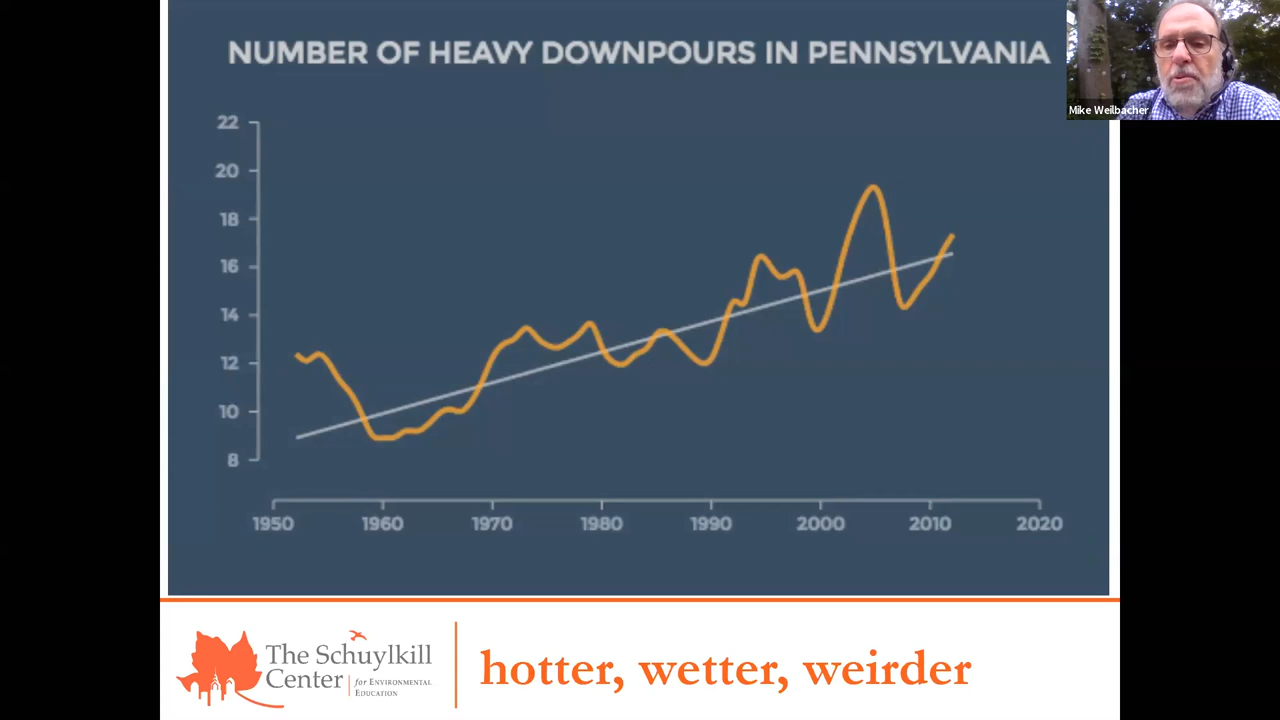 NUMBER OF HEAVY DOWNPOURS IN PENNSYLVANIA
Mike Weilbacher
22
20
18
16
14
12
10
8
1950 1960 1970 1980 1990 2000 2010 2020
The Schuylkill
Center for Environmental
Education
hotter, wetter, weirder